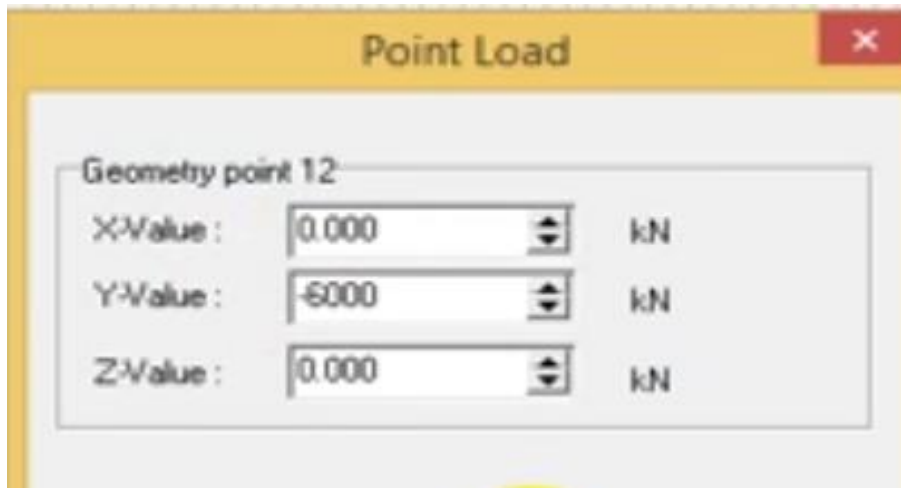 Point Load
Geometry point 12
X-Value : 0.000 kN
Y-Value : -6000 kN
Z-Value : 0.000 kN